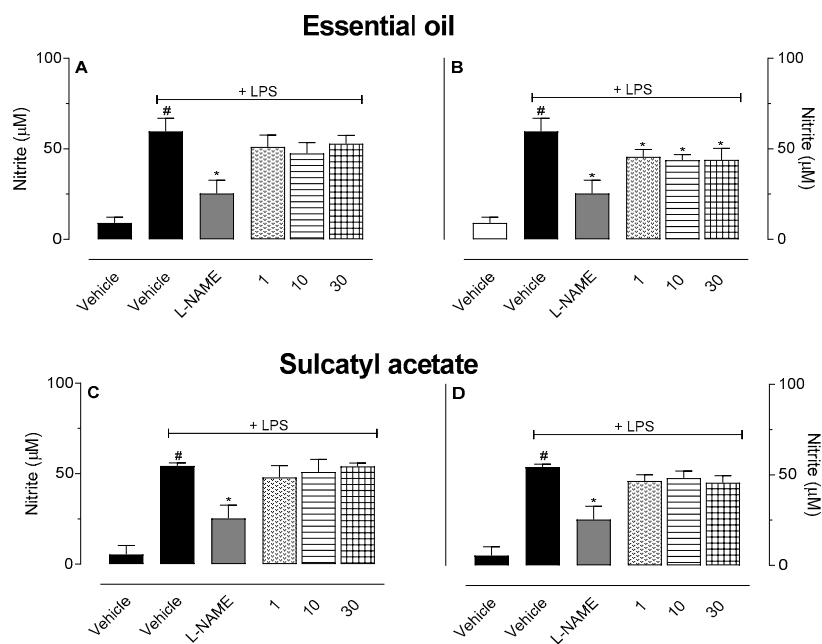 Essential oil
100
A
+ LPS
#
*
50
0
Nitrite (µM)
Vehicle
Vehicle
L-NAME
1
10
30
B
100
+ LPS
#
*
*
*
*
50
0
Nitrite (µM)
Vehicle
Vehicle
L-NAME
1
10
30
Sulcatyl acetate
100
C
+ LPS
#
*
50
0
Nitrite (µM)
Vehicle
Vehicle
L-NAME
1
10
30
D
100
+ LPS
#
*
50
0
Nitrite (µM)
Vehicle
Vehicle
L-NAME
1
10
30